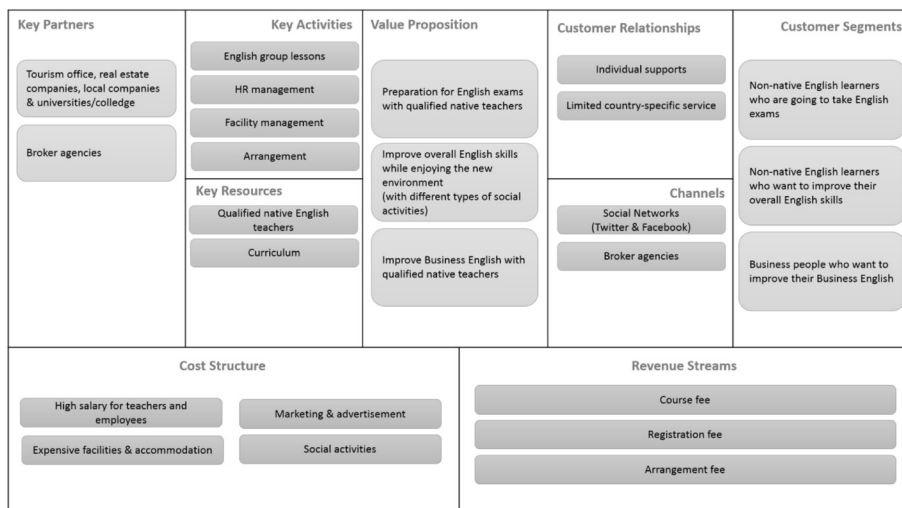 Key Partners
Tourism office, real estate
companies, local companies
& universities/colledge
Broker agencies
Key Activities
English group lessons
HR management
Facility management
Arrangement
Key Resources
Qualified native English
teachers
Curriculum
Value Proposition
Preparation for English exams
with qualified native teachers
Improve overall English skills
while enjoying the new
environment
(with different types of social
activities)
Improve Business English with
qualified native teachers
Customer Relationships
Individual supports
Limited country-specific service
Channels
Social Networks
(Twitter & Facebook)
Broker agencies
Customer Segments
Non-native English learners
who are going to take English
exams
Non-native English learners
who want to improve their
overall English skills
Business people who want to
improve their Business English
Cost Structure
High salary for teachers and
employees
Expensive facilities & accommodation
Marketing & advertisement
Social activities
Revenue Streams
Course fee
Registration fee
Arrangement fee